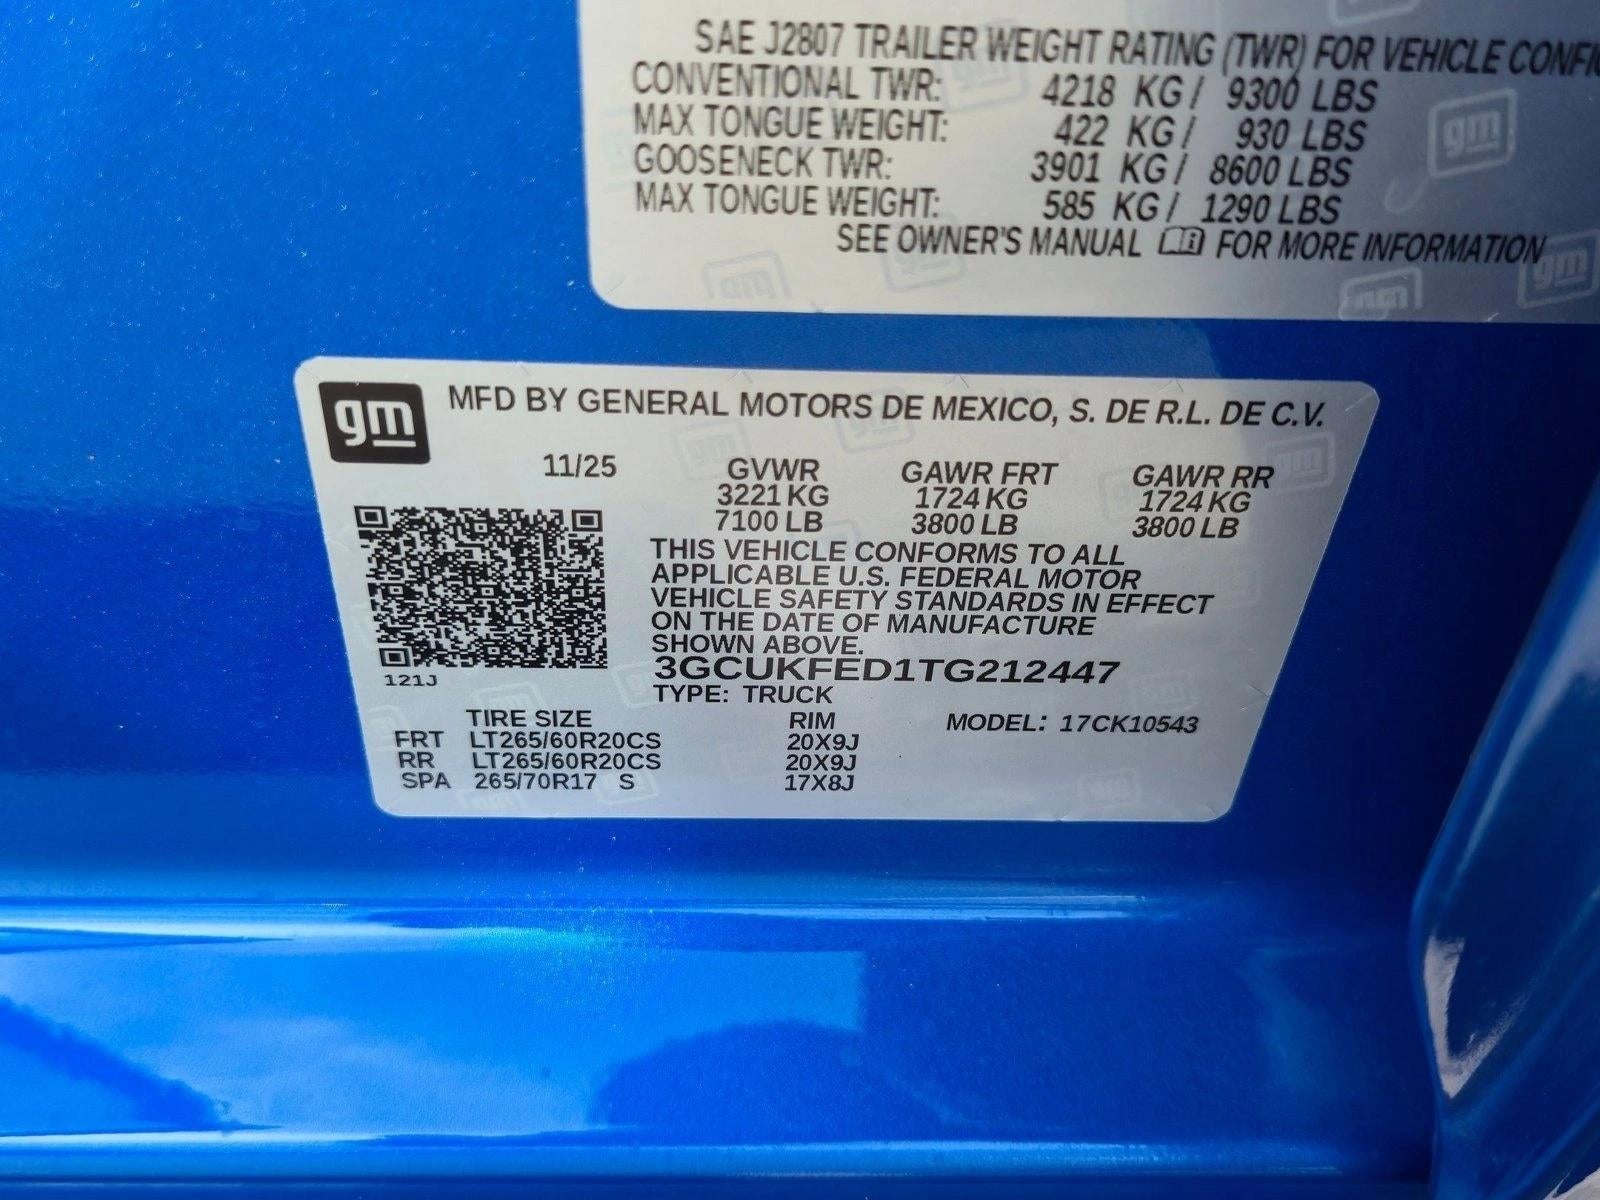 SAE J2807 TRAILER WEIGHT RATING (TWR) FOR VEHICLE
CONVENTIONAL TWR: 4218 KG / 9300 LBS
MAX TONGUE WEIGHT: 422 KG / 930 LBS
GOOSENECK TWR: 3901 KG / 8600 LBS
MAX TONGUE WEIGHT: 585 KG / 1290 LBS
SEE OWNER'S MANUAL FOR MORE INFORMATION
gm
MFD BY GENERAL MOTORS DE MEXICO, S. DE R.L. DE C.V.
11/25 GVWR GAWR FRT GAWR RR
3221 KG 1724 KG 1724 KG
7100 LB 3800 LB 3800 LB
THIS VEHICLE CONFORMS TO ALL
APPLICABLE U.S. FEDERAL MOTOR
VEHICLE SAFETY STANDARDS IN EFFECT
ON THE DATE OF MANUFACTURE
SHOWN ABOVE.
3GCUKFED1TG212447
121J
TYPE: TRUCK
TIRE SIZE RIM MODEL: 17CK10543
FRT LT265/60R20CS 20X9J
RR LT265/60R20CS 20X9J
SPA 265/70R17 S 17X8J